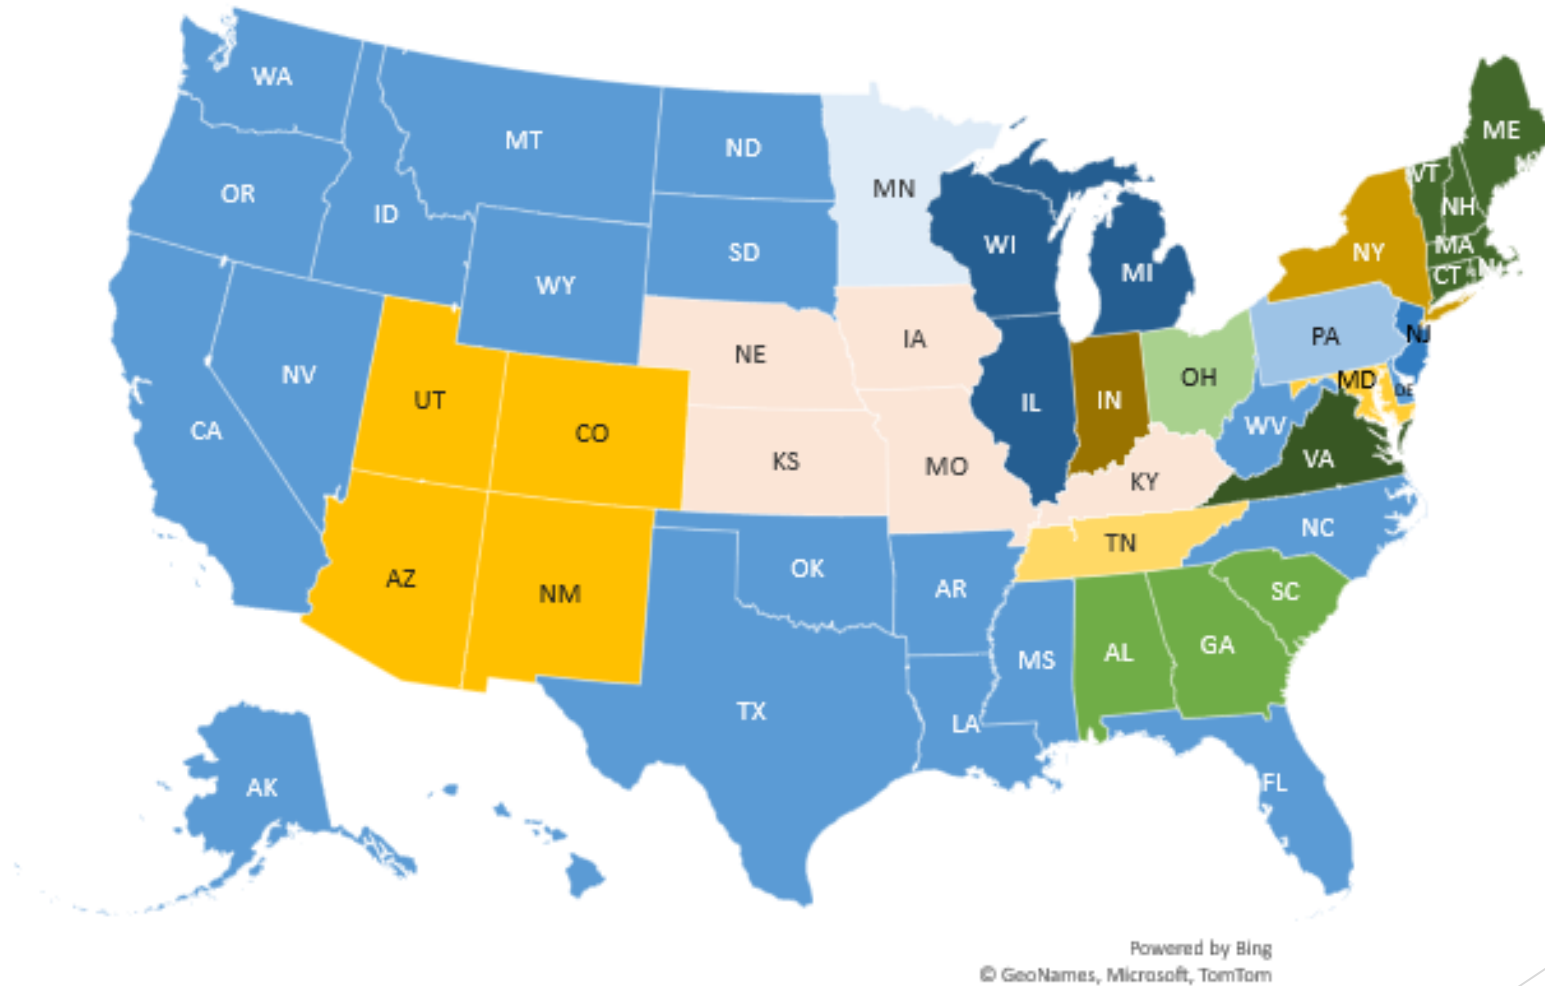 WA
MT
ND
MN
OR
ID
SD
WY
WI
MI
ME
VT
NH
NY
MA
CT
NV
UT
CO
NE
IA
IL
IN
OH
PA
NJ
MD
DE
CA
KS
MO
KY
WV
VA
AZ
NM
OK
AR
TN
NC
TX
LA
MS
AL
GA
SC
AK
FL
Powered by Bing
© GeoNames, Microsoft, TomTom